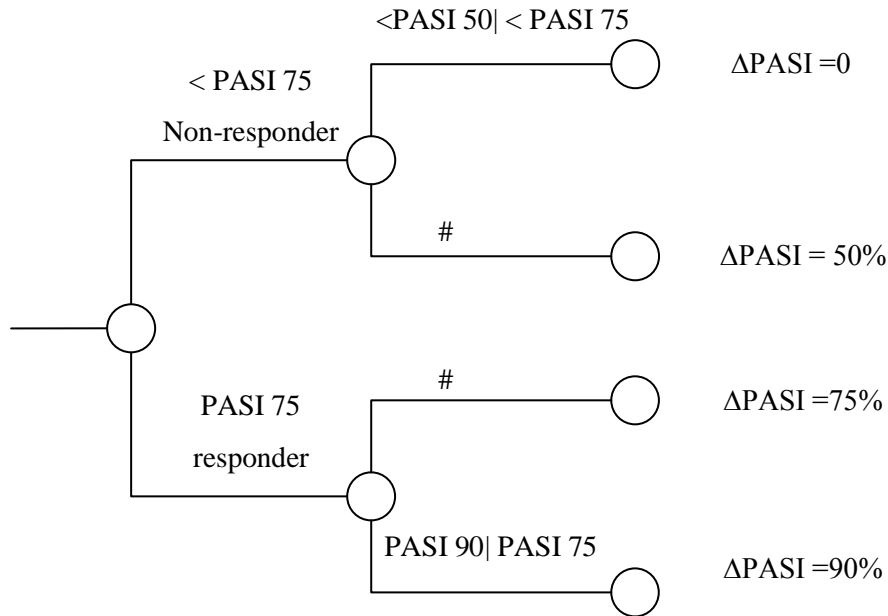 <PASI 50| < PASI 75
ΔPASI =0
< PASI 75
Non-responder
#
ΔPASI = 50%
#
ΔPASI =75%
PASI 75
responder
PASI 90| PASI 75
ΔPASI =90%